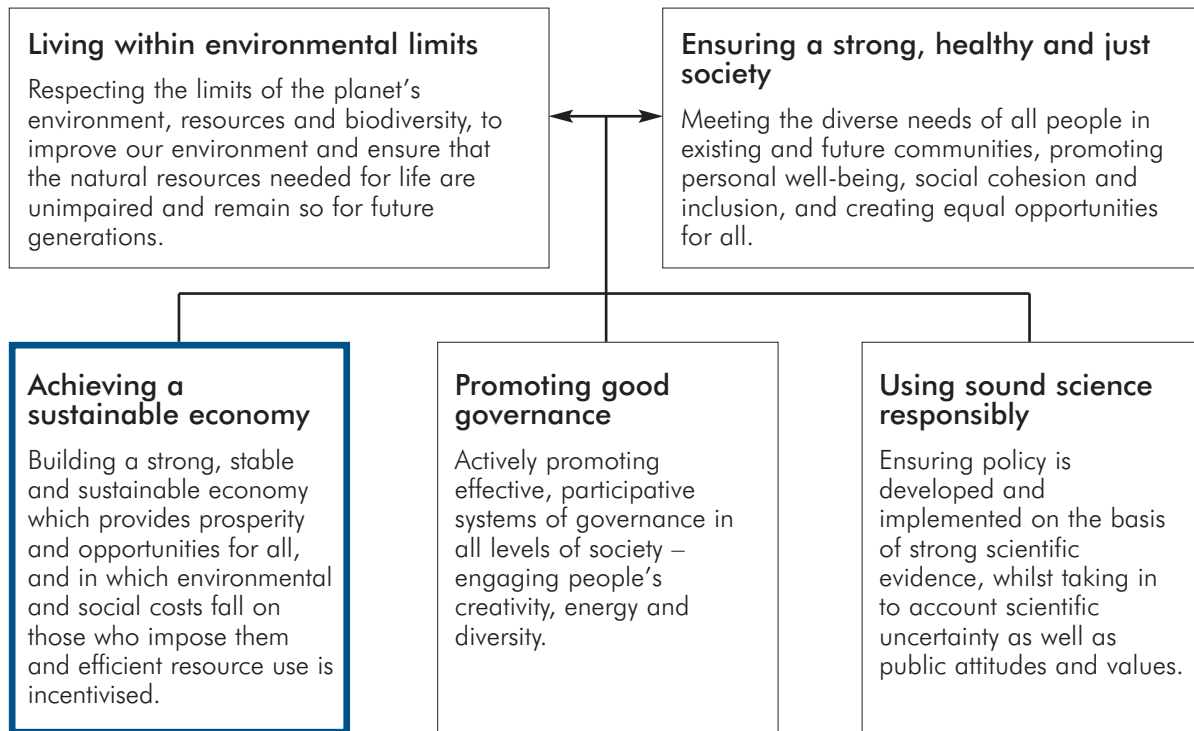 Living within environmental limits
Respecting the limits of the planet’s
environment, resources and biodiversity, to
improve our environment and ensure that
the natural resources needed for life are
unimpaired and remain so for future
generations.
Ensuring a strong, healthy and just
society
Meeting the diverse needs of all people in
existing and future communities, promoting
personal well-being, social cohesion and
inclusion, and creating equal opportunities
for all.
Achieving a
sustainable economy
Building a strong, stable
and sustainable economy
which provides prosperity
and opportunities for all,
and in which environmental
and social costs fall on
those who impose them
and efficient resource use is
incentivised.
Promoting good
governance
Actively promoting
effective, participative
systems of governance in
all levels of society –
engaging people’s
creativity, energy and
diversity.
Using sound science
responsibly
Ensuring policy is
developed and
implemented on the basis
of strong scientific
evidence, whilst taking in
to account scientific
uncertainty as well as
public attitudes and values.